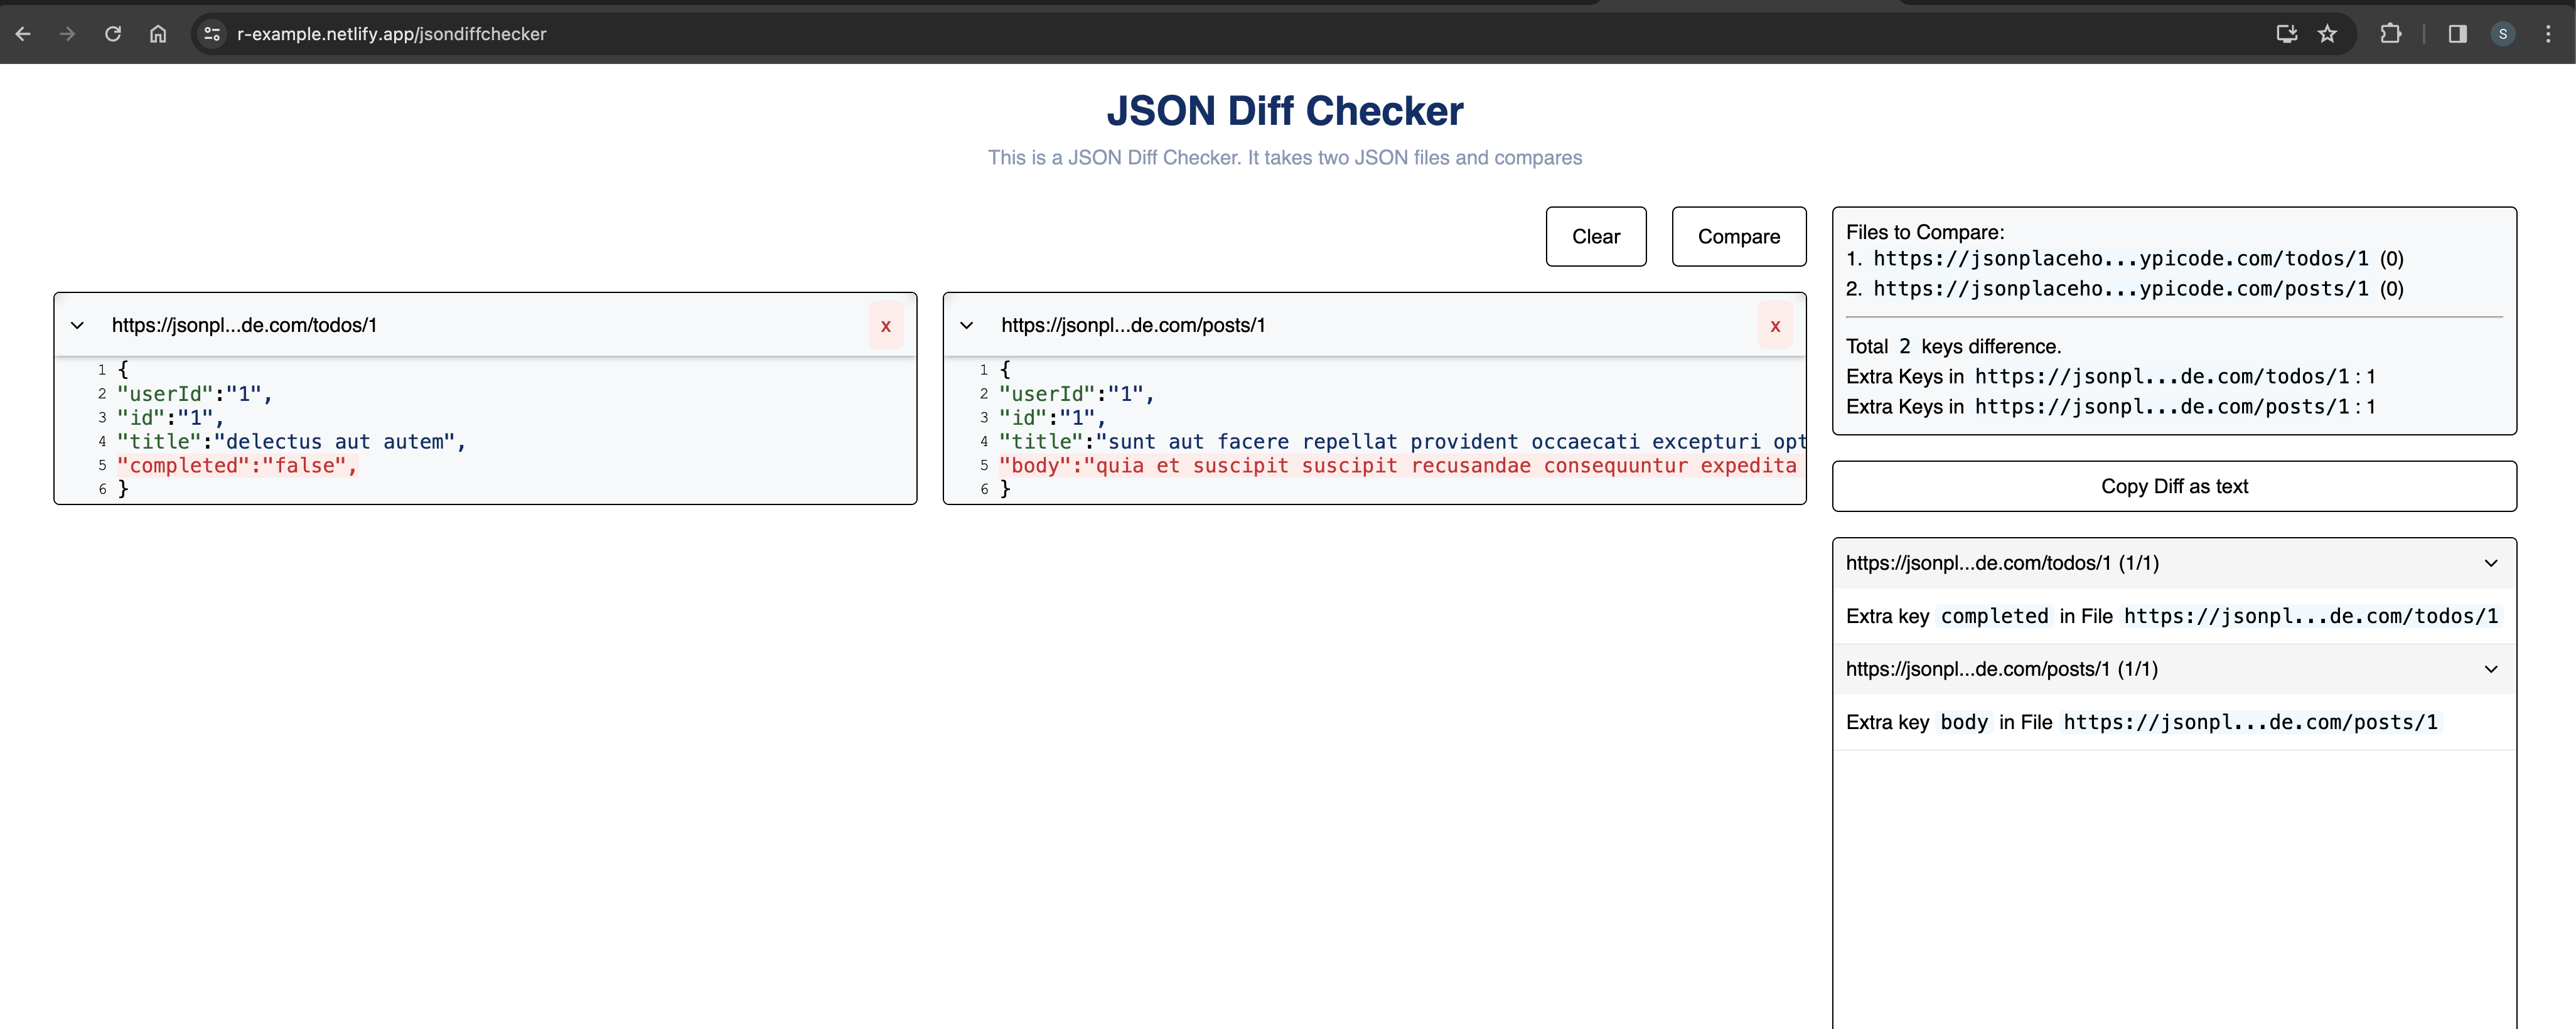 r-example.netlify.app/jsondiffchecker
S
JSON Diff Checker
This is a JSON Diff Checker. It takes two JSON files and compares
Clear
Compare
https://jsonpl...de.com/todos/1
x
1 {
2 "userId":"1",
3 "id":"1",
4 "title":"delectus aut autem",
5 "completed":"false",
6 }
https://jsonpl...de.com/posts/1
x
1 {
2 "userId":"1",
3 "id":"1",
4 "title":"sunt aut facere repellat provident occaecati excepturi opt
5 "body":"quia et suscipit suscipit recusandae consequuntur expedita
6 }
Files to Compare:
1. https://jsonplaceho...ypicode.com/todos/1 (0)
2. https://jsonplaceho...ypicode.com/posts/1 (0)
Total 2 keys difference.
Extra Keys in https://jsonpl...de.com/todos/1 : 1
Extra Keys in https://jsonpl...de.com/posts/1 : 1
Copy Diff as text
https://jsonpl...de.com/todos/1 (1/1)
Extra key completed in File https://jsonpl...de.com/todos/1
https://jsonpl...de.com/posts/1 (1/1)
Extra key body in File https://jsonpl...de.com/posts/1